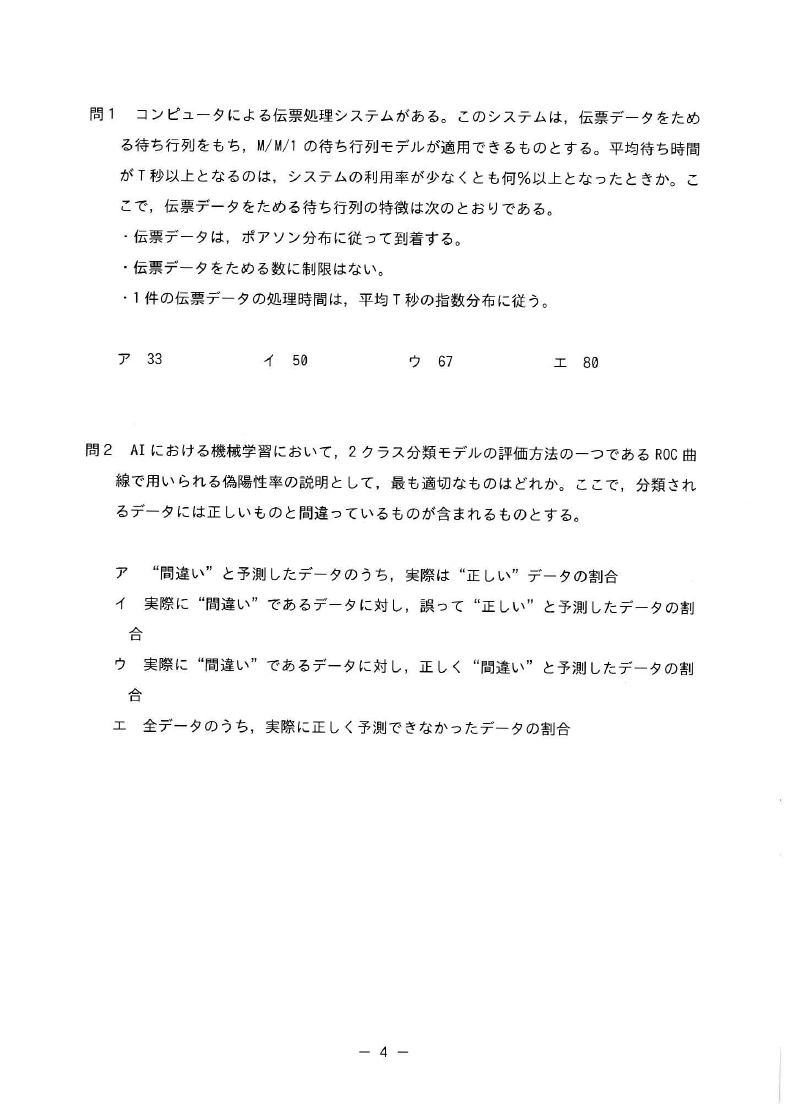 問1　コンピュータによる伝票処理システムがある。このシステムは，伝票データをため
る待ち行列をもち，M/M/1 の待ち行列モデルが適用できるものとする。平均待ち時間
が T 秒以上となるのは，システムの利用率が少なくとも何％以上となったときか。こ
こで，伝票データをためる待ち行列の特徴は次のとおりである。
・伝票データは，ポアソン分布に従って到着する。
・伝票データをためる数に制限はない。
・1 件の伝票データの処理時間は，平均 T 秒の指数分布に従う。
ア　33　イ　50　ウ　67　エ　80
問2　AI における機械学習において，2 クラス分類モデルの評価方法の一つである ROC 曲
線で用いられる偽陽性率の説明として，最も適切なものはどれか。ここで，分類され
るデータには正しいものと間違っているものが含まれるものとする。
ア　“間違い”と予測したデータのうち，実際は“正しい”データの割合
イ　実際に“間違い”であるデータに対し，誤って“正しい”と予測したデータの割
合
ウ　実際に“間違い”であるデータに対し，正しく“間違い”と予測したデータの割
合
エ　全データのうち，実際に正しく予測できなかったデータの割合
－ 4 －